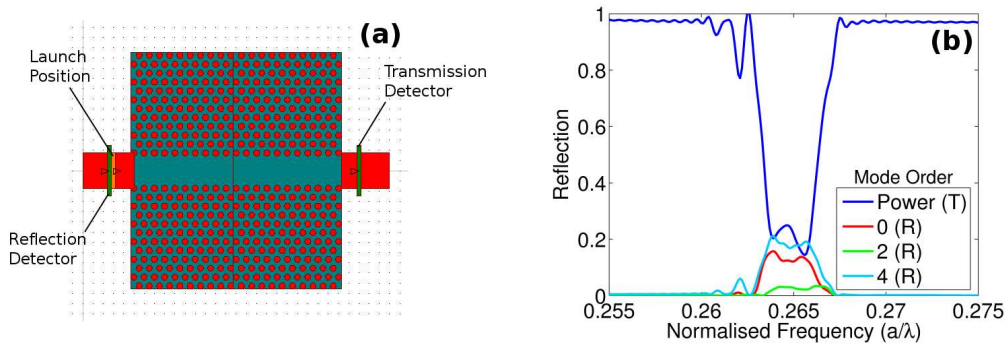 (a)
Launch
Position
Transmission
Detector
Reflection
Detector
(b)
Reflection
1
0.8
0.6
0.4
0.2
0
Mode Order
Power (T)
0 (R)
2 (R)
4 (R)
0.255
0.26
0.265
0.27
0.275
Normalised Frequency (a/λ)